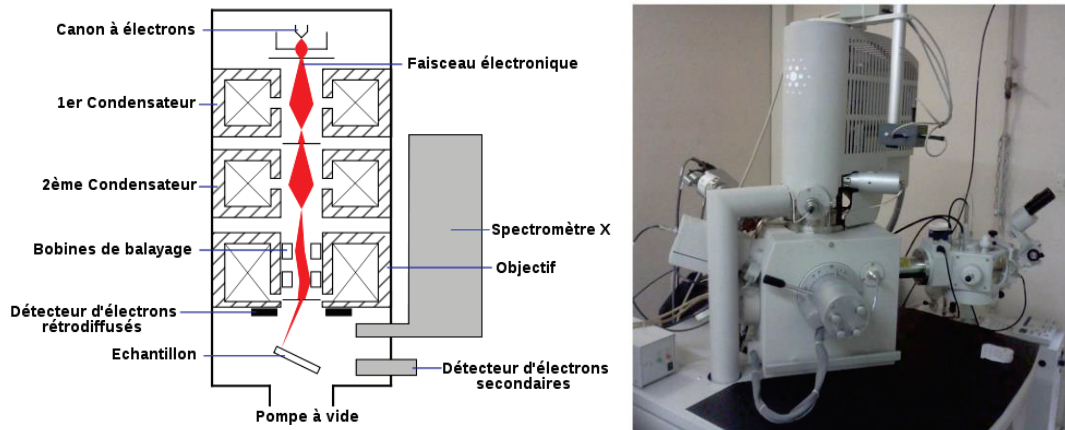 Canon à électrons
Faisceau électronique
1er Condensateur
2ème Condensateur
Bobines de balayage
Spectromètre X
Objectif
Détecteur d'électrons
rétrodiffusés
Echantillon
Détecteur d'électrons
secondaires
Pompe à vide